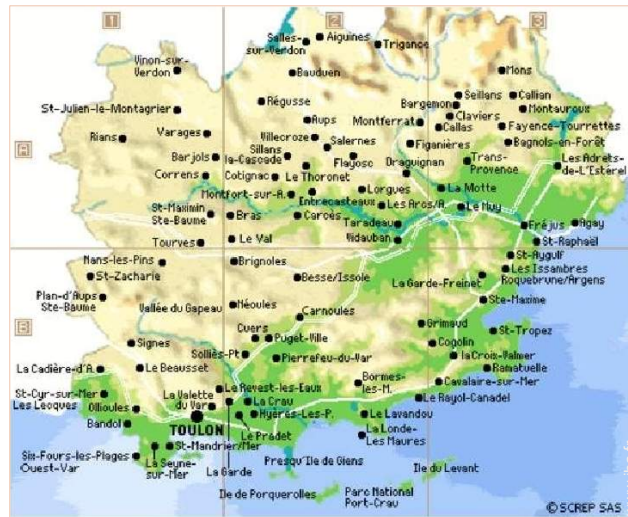 1
2
3
Salles-
sur-Verdon
Aiguines
Trigance
Vinon-sur-
Verdon
Bauduen
Mons
St-Julien-le-Montagrier
Régusse
Seillans
Callian
Bargemon
Montauroux
Aups
Montferrat
Claviers
Rians
Varages
Villecroze
Salernes
Callas
Fayence-Tourrettes
Figanières
Bagnols-en-Forêt
A
Barjols
Sillans
la-Cascade
Flayosc
Draguignan
Trans-
Provence
Les Adrets-
de-L'Estérel
Correns
Cotignac
Le Thoronet
Lorgues
La Motte
Montfort-sur-A.
Entrecasteaux
Les Arcs/A.
Le Muy
St-Maximin
Ste-Baume
Bras
Carcès
Taradeau
Fréjus
Agay
Tourves
Le Val
Vidauban
St-Raphaël
Nans-les-Pins
Brignoles
St-Aygulf
St-Zacharie
Besse/Issole
La Garde-Freinet
Les Issambres
Roquebrune/Argens
Plan-d'Aups
Ste-Baume
Vallée du Gapeau
Néoules
Carnoules
Ste-Maxime
B
Cuers
Grimaud
St-Tropez
Signes
Puget-Ville
Cogolin
Solliès-Pt
Pierrefeu-du-Var
la Croix-Valmer
La Cadière-d'A.
Le Beausset
Ramatuelle
Bormes-
les-M.
Cavalaire-sur-Mer
St-Cyr-sur-Mer
Les Lecques
Le Revest-les-Eaux
Le Rayol-Canadel
La Valette
du Var
La Crau
Ollioules
Hyères-Les-P.
Le Lavandou
Bandol
TOULON
Le Pradet
La Londe-
Les Maures
St-Mandrier/Mer
Six-Fours-les-Plages
Ouest-Var
La Seyne-
sur-Mer
La Garde
Presqu'Ile de Giens
Ile du Levant
Ile de Porquerolles
Parc National
Port-Crau
© SCREP SAS